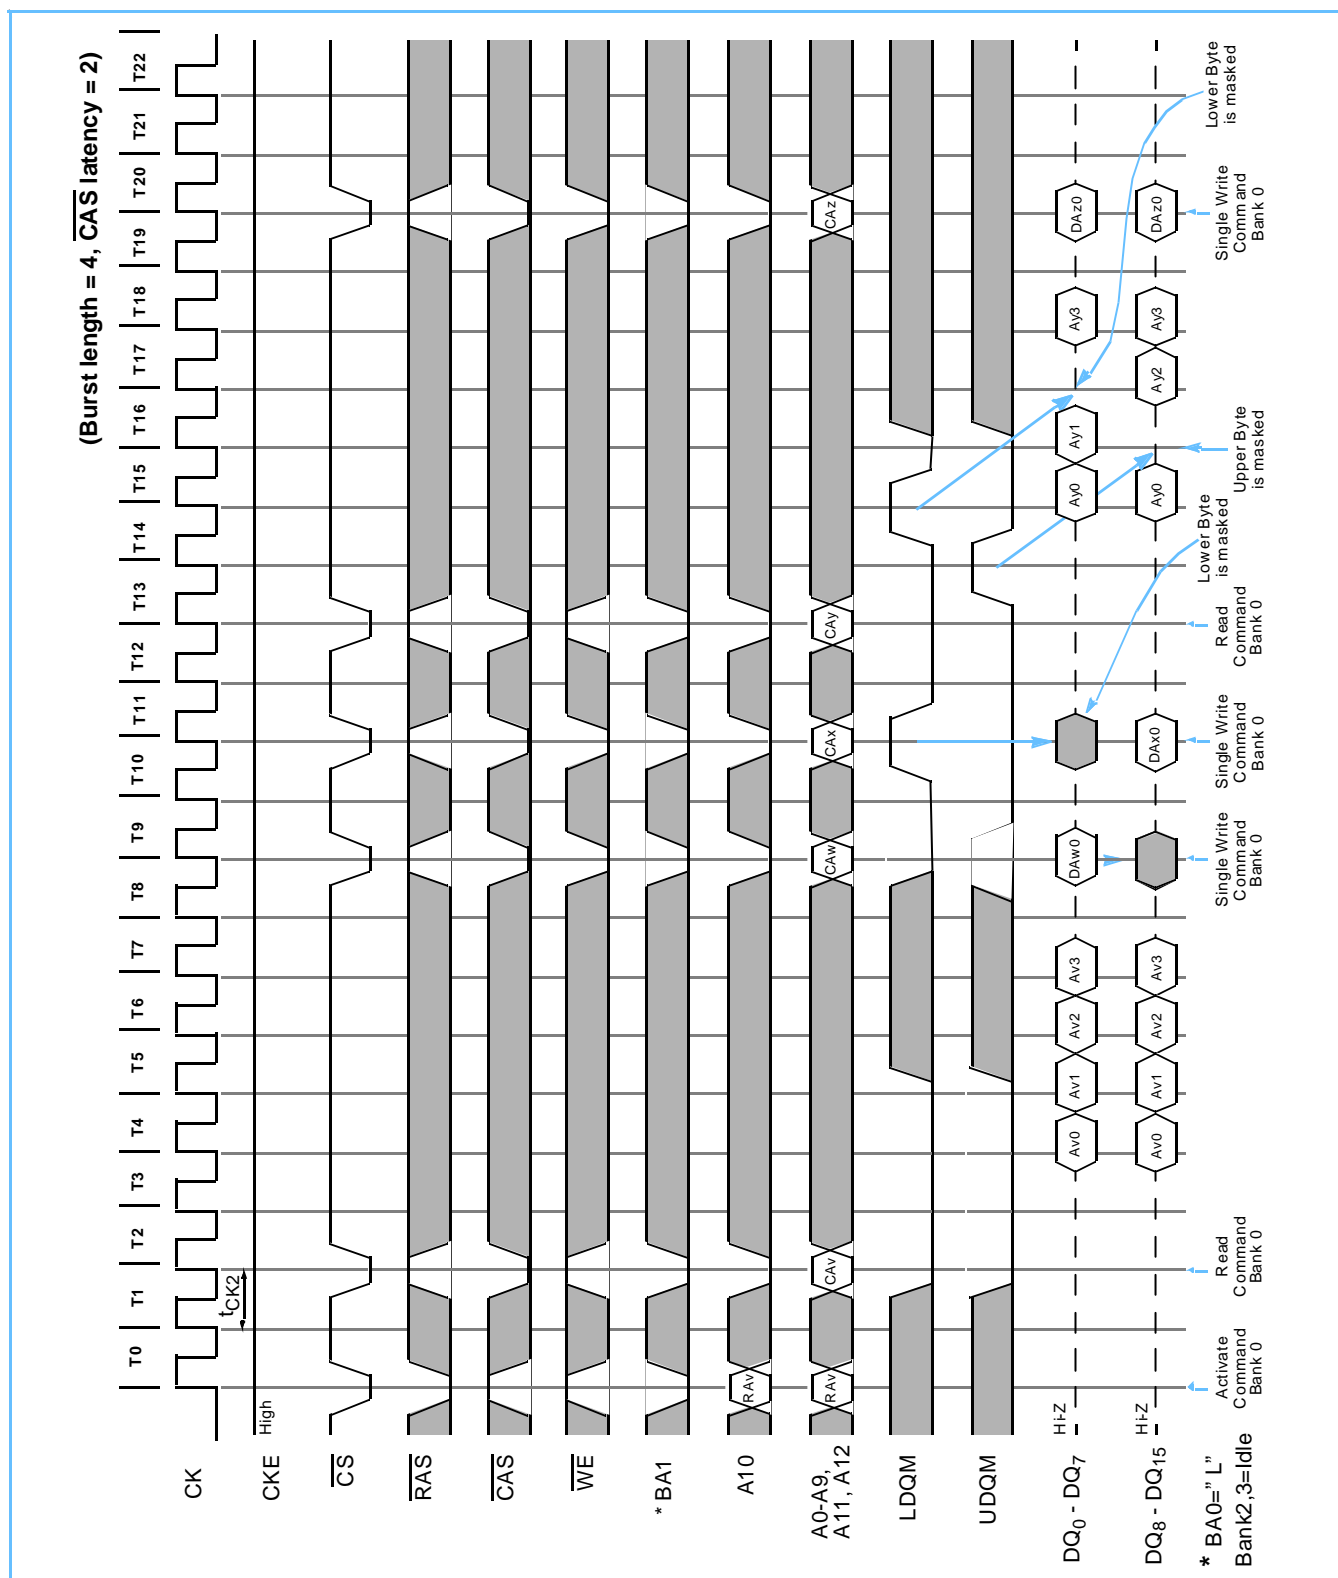 (Burst length = 4, CAS latency = 2)
T0 T1 T2 T3 T4 T5 T6 T7 T8 T9 T10 T11 T12 T13 T14 T15 T16 T17 T18 T19 T20 T21 T22
CK
tCK2
CKE
High
CS
RAS
CAS
WE
* BA1
A10
RAv
A0-A9,
A11, A12
RAv CAv CAw CAx CAy CAz
LDQM
UDQM
DQ0 - DQ7
Hi-Z
Av0 Av1 Av2 Av3 DAw0 Ay0 Ay1 Ay3 DAz0
DQ8 - DQ15
Hi-Z
Av0 Av1 Av2 Av3 DAx0 Ay0 Ay2 Ay3 DAz0
* BA0=" L"
Bank2,3=Idle
Activate
Command
Bank 0
Read
Command
Bank 0
Single Write
Command
Bank 0
Single Write
Command
Bank 0
Read
Command
Bank 0
Lower Byte
is masked
Upper Byte
is masked
Single Write
Command
Bank 0
Lower Byte
is masked